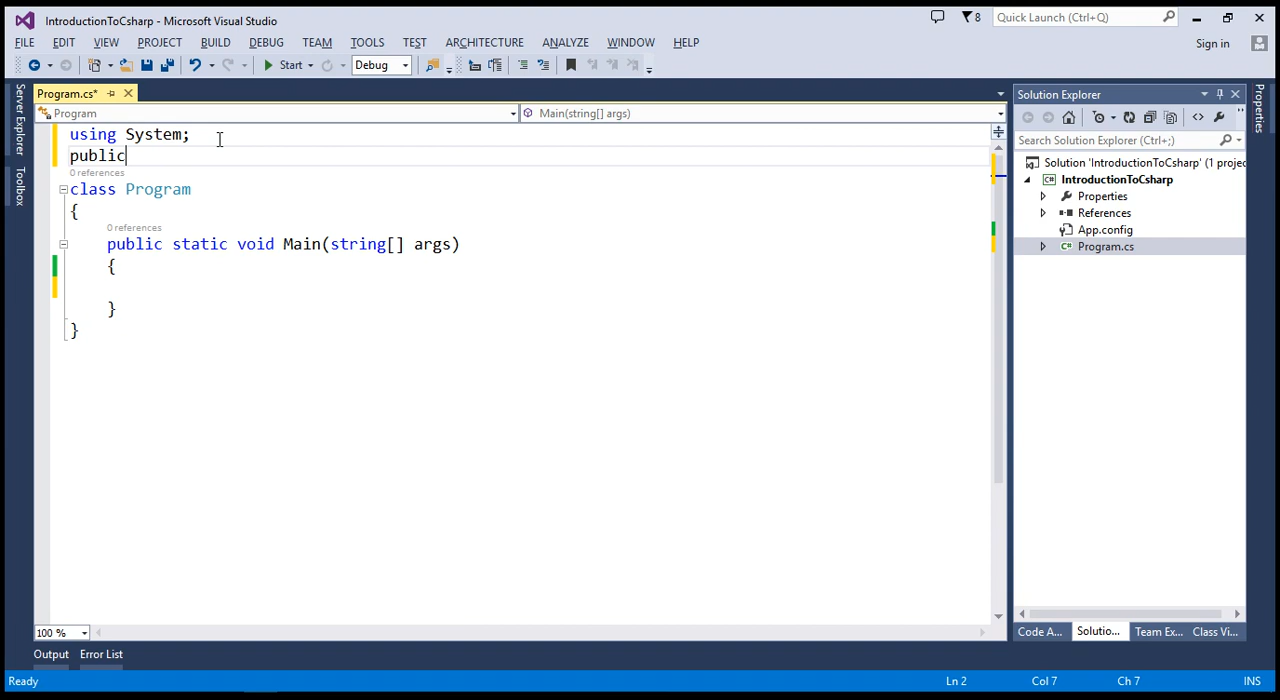 IntroductionToCsharp - Microsoft Visual Studio
8
Quick Launch (Ctrl+Q)
FILE EDIT VIEW PROJECT BUILD DEBUG TEAM TOOLS TEST ARCHITECTURE ANALYZE WINDOW HELP
Sign in
Start
Debug
Server Explorer
Toolbox
Program.cs*
Program
Main(string[] args)
using System;
public
0 references
class Program
{
0 references
public static void Main(string[] args)
{
}
}
100 %
Solution Explorer
Search Solution Explorer (Ctrl+;)
Solution 'IntroductionToCsharp' (1 projec
IntroductionToCsharp
Properties
References
App.config
Program.cs
Code A... Solutio... Team Ex... Class Vi...
Properties
Output Error List
Ready
Ln 2 Col 7 Ch 7 INS